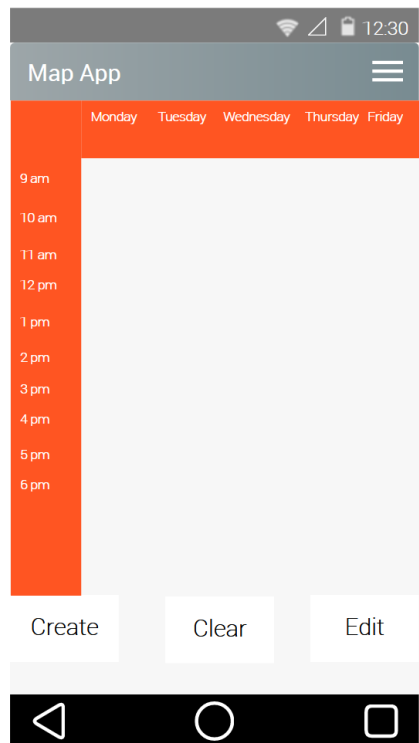 12:30
Map App
Monday Tuesday Wednesday Thursday Friday
9 am
10 am
11 am
12 pm
1 pm
2 pm
3 pm
4 pm
5 pm
6 pm
Create Clear Edit